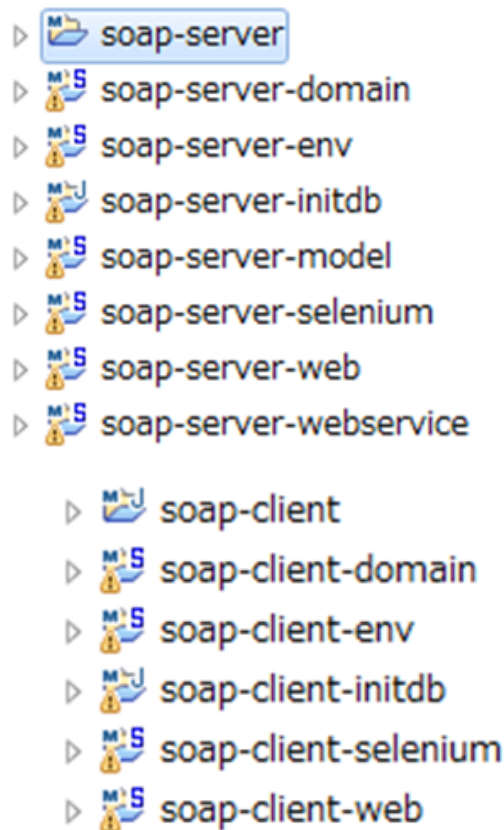 soap-server
soap-server-domain
soap-server-env
soap-server-initdb
soap-server-model
soap-server-selenium
soap-server-web
soap-server-webservice
soap-client
soap-client-domain
soap-client-env
soap-client-initdb
soap-client-selenium
soap-client-web